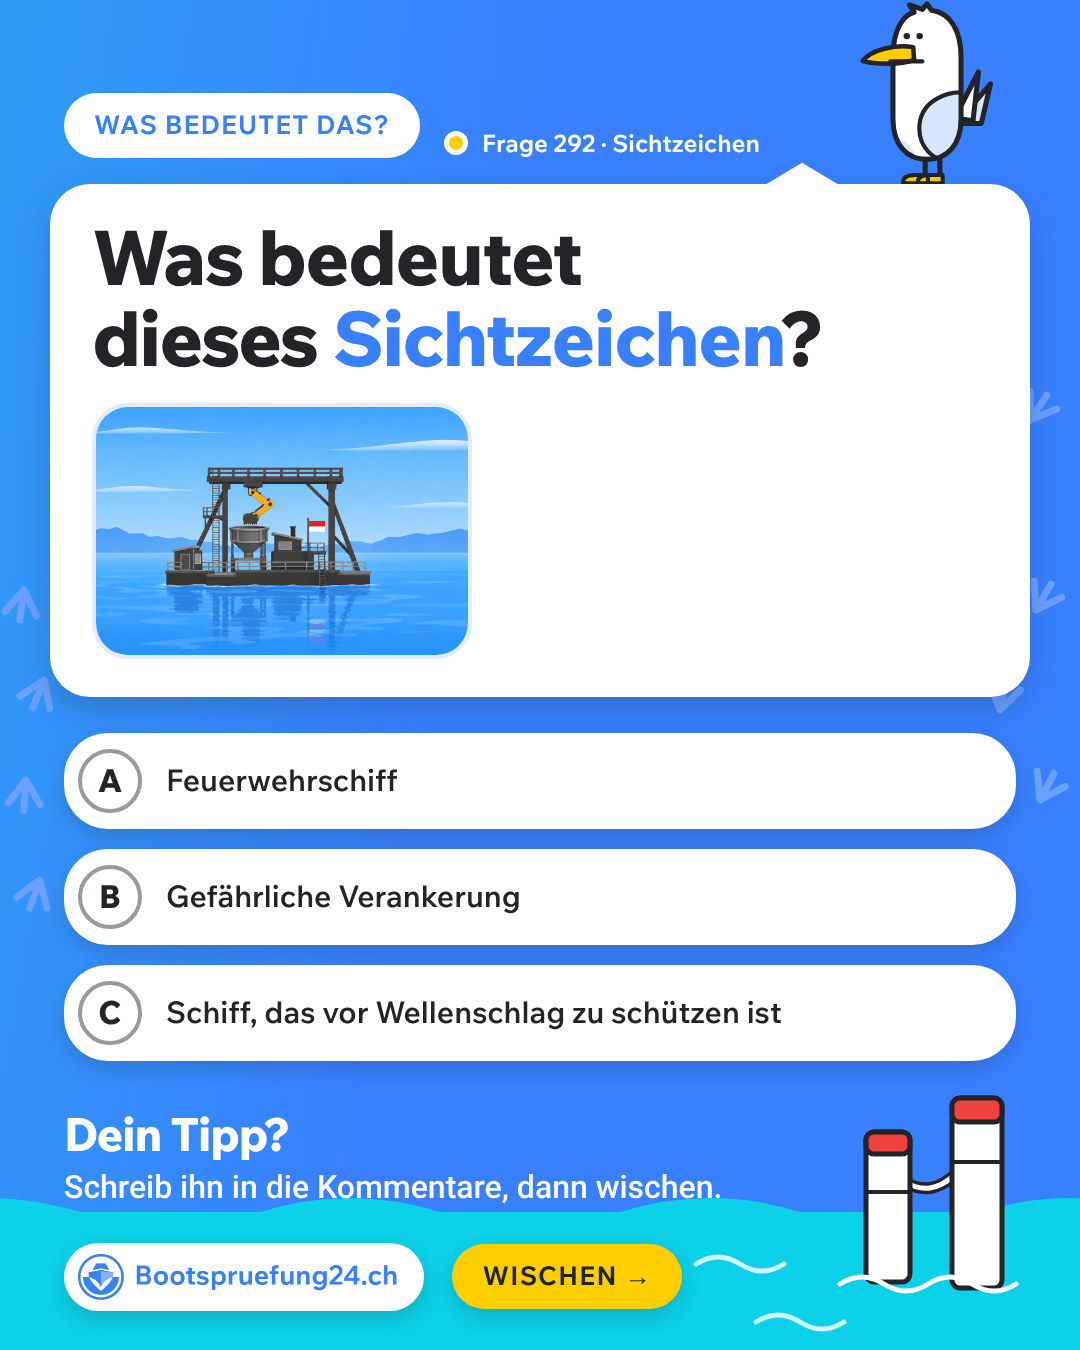 WAS BEDEUTET DAS?
Frage 292 · Sichtzeichen
Was bedeutet
dieses Sichtzeichen?
A Feuerwehrschiff
B Gefährliche Verankerung
C Schiff, das vor Wellenschlag zu schützen ist
Dein Tipp?
Schreib ihn in die Kommentare, dann wischen.
Bootspruefung24.ch
WISCHEN →